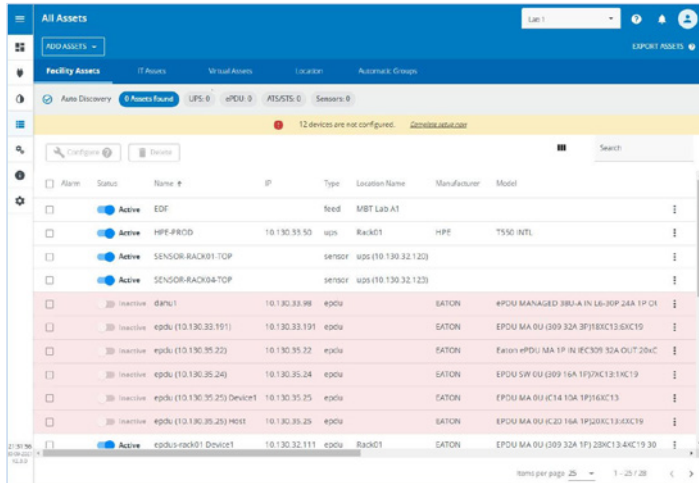 All Assets
Lab 1
ADD ASSETS
EXPORT ASSETS
Facility Assets IT Assets Virtual Assets Location Automatic Groups
Auto Discovery 0 Assets Found UPS: 0 ePDU: 0 ATS/STS: 0 Sensors: 0
12 devices are not configured. Complete setup now
Configure Delete Search
Alarm Status Name IP Type Location Name Manufacturer Model
Active EDF feed MBT Lab A1
Active HPE-PROD 10.130.33.50 ups Rack01 HPE T550 INTL
Active SENSOR-RACK01-TOP sensor ups (10.130.32.120)
Active SENSOR-RACK04-TOP sensor ups (10.130.32.123)
Inactive danu1 10.130.33.98 epdu EATON ePDU MANAGED 38U-A IN L6-30P 24A 1P OU
Inactive epdu (10.130.33.191) 10.130.33.191 epdu EATON EPDU MA 0U (309 32A 3P)18XC13:6XC19
Inactive epdu (10.130.35.22) 10.130.35.22 epdu EATON Eaton ePDU MA 1P IN IEC309 32A OUT 20xC
Inactive epdu (10.130.35.24) 10.130.35.24 epdu EATON EPDU SW 0U (309 16A 1P)7XC13:1XC19
Inactive epdu (10.130.35.25) Device1 10.130.35.25 epdu EATON EPDU MA 0U (C14 10A 1P)16XC13
Inactive epdu (10.130.35.25) Host 10.130.35.25 epdu EATON EPDU MA 0U (C20 16A 1P)20XC13:4XC19
Active epdus-rack01 Device1 10.130.32.111 epdu Rack01 EATON EPDU MA 0U (309 32A 1F) 28XC13:4XC19 30
21:51:56
Items per page 25 1 - 25 / 28